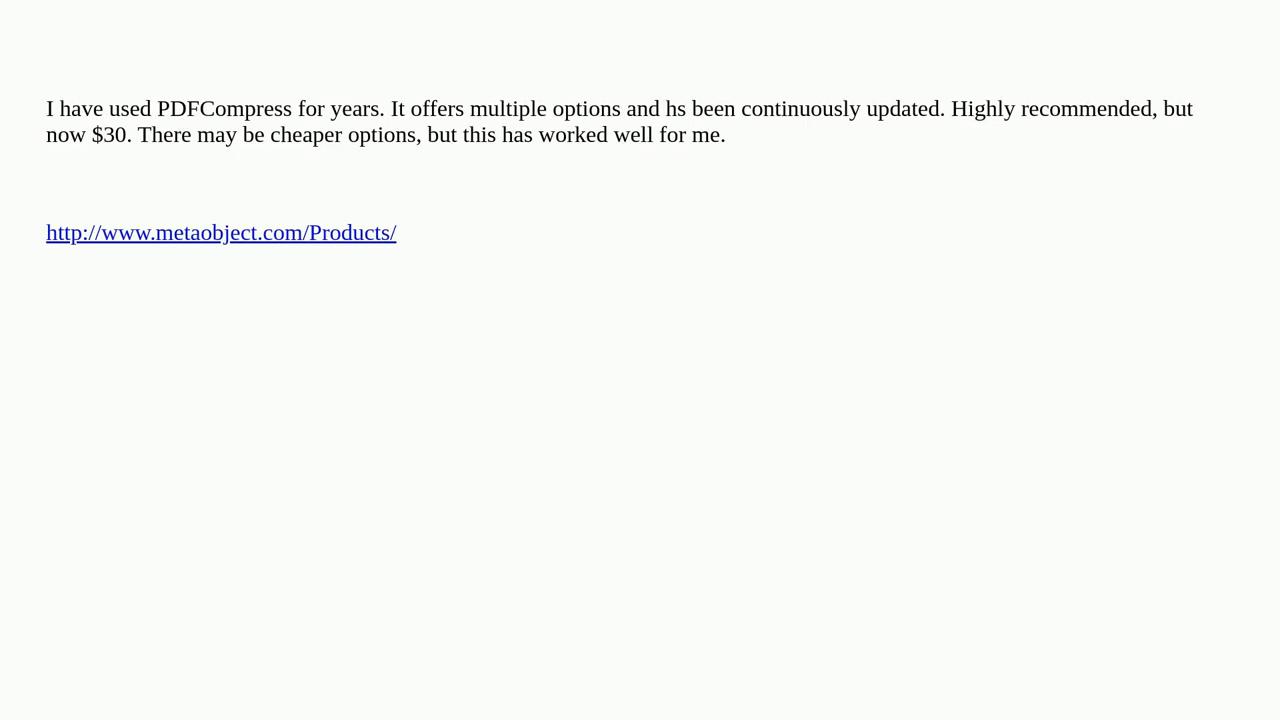 I have used PDFCompress for years. It offers multiple options and hs been continuously updated. Highly recommended, but
now $30. There may be cheaper options, but this has worked well for me.
http://www.metaobject.com/Products/